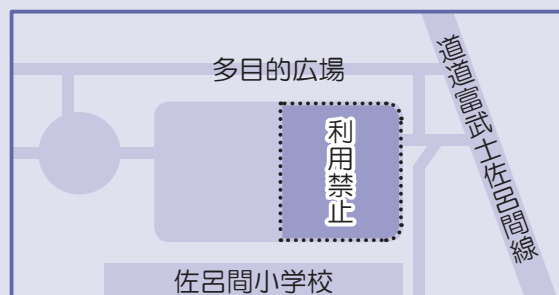 多目的広場
利用禁止
道道富武士佐呂間線
佐呂間小学校